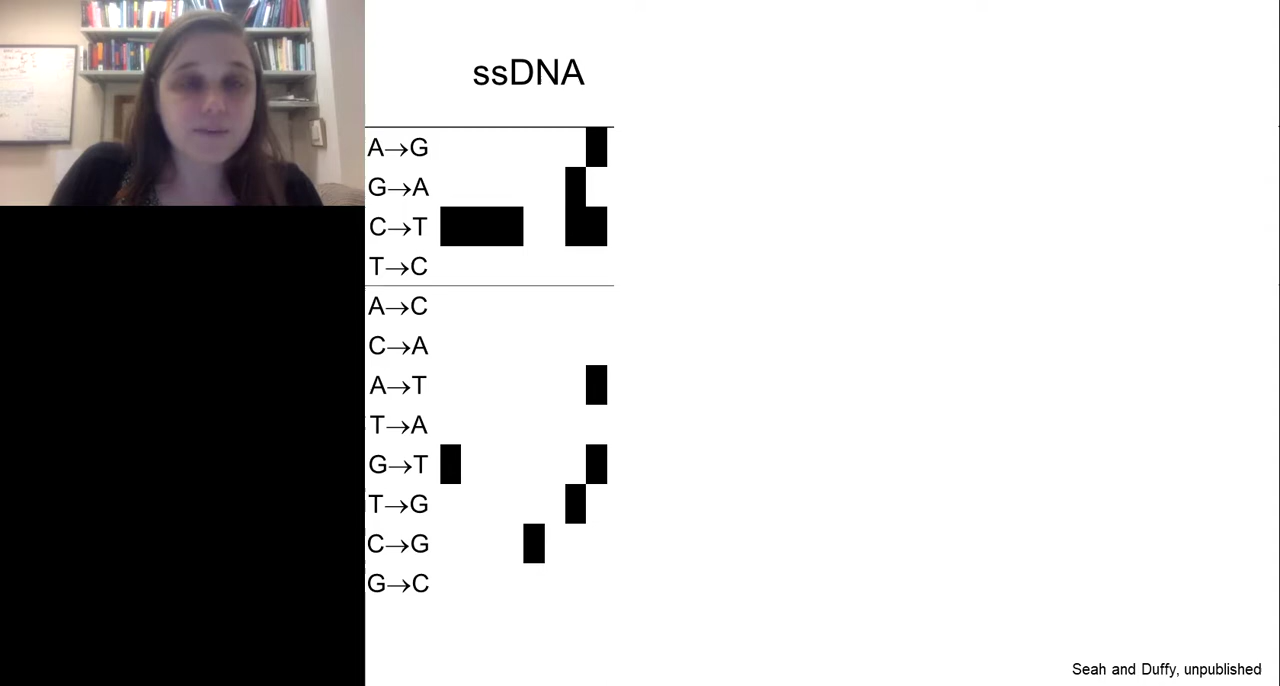 ssDNA
A→G
G→A
C→T
T→C
A→C
C→A
A→T
T→A
G→T
T→G
C→G
G→C
Seah and Duffy, unpublished